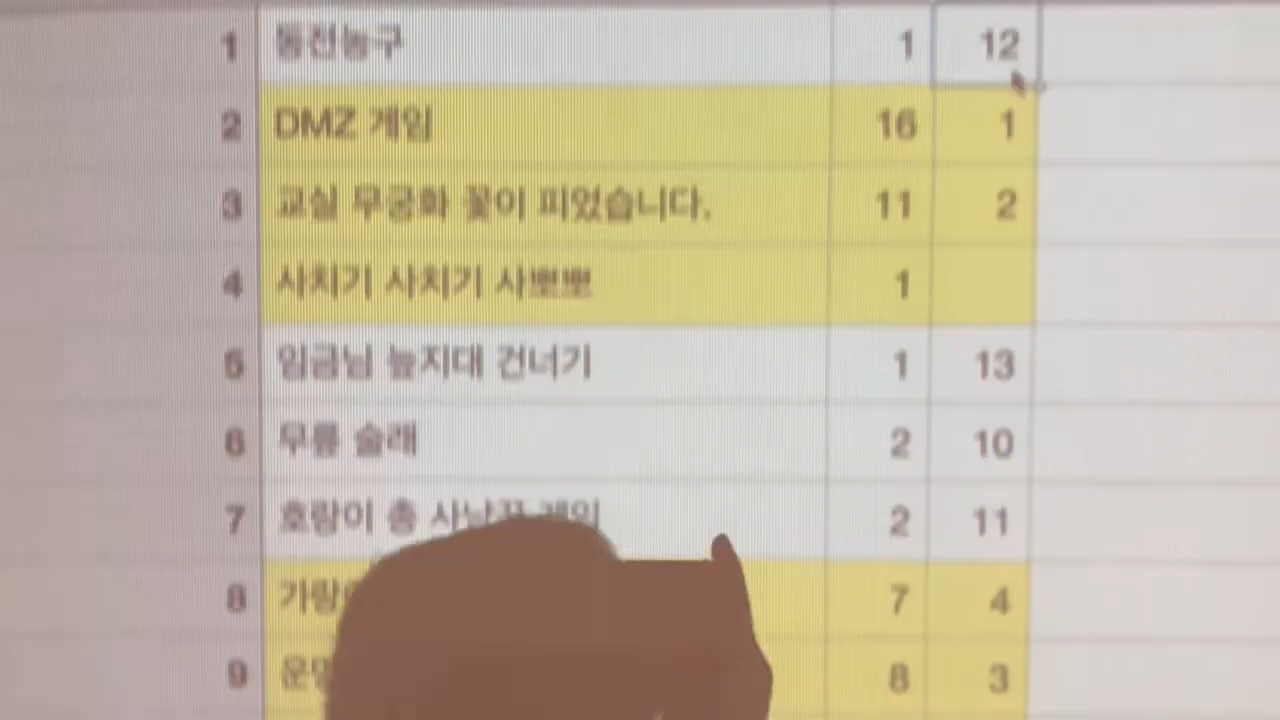 1 동전농구 1 12
2 DMZ 게임 16 1
3 교실 무궁화 꽃이 피었습니다. 11 2
4 사치기 사치기 사뽀뽀 1
5 임금님 늪지대 건너기 1 13
6 무릎 술래 2 10
7 호랑이 총 사냥꾼 게임 2 11
8 7 4
9 8 3